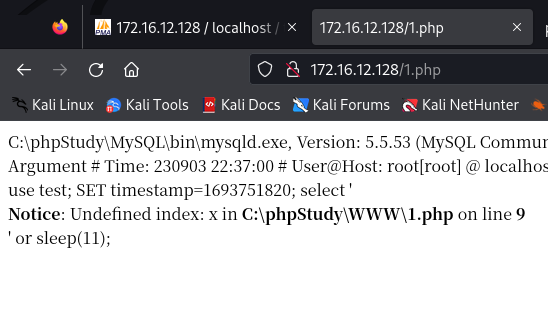 172.16.12.128 / localhost /
172.16.12.128/1.php
172.16.12.128/1.php
Kali Linux Kali Tools Kali Docs Kali Forums Kali NetHunter
C:\phpStudy\MySQL\bin\mysqld.exe, Version: 5.5.53 (MySQL Commun
Argument # Time: 230903 22:37:00 # User@Host: root[root] @ localhos
use test; SET timestamp=1693751820; select '
Notice: Undefined index: x in C:\phpStudy\WWW\1.php on line 9
' or sleep(11);